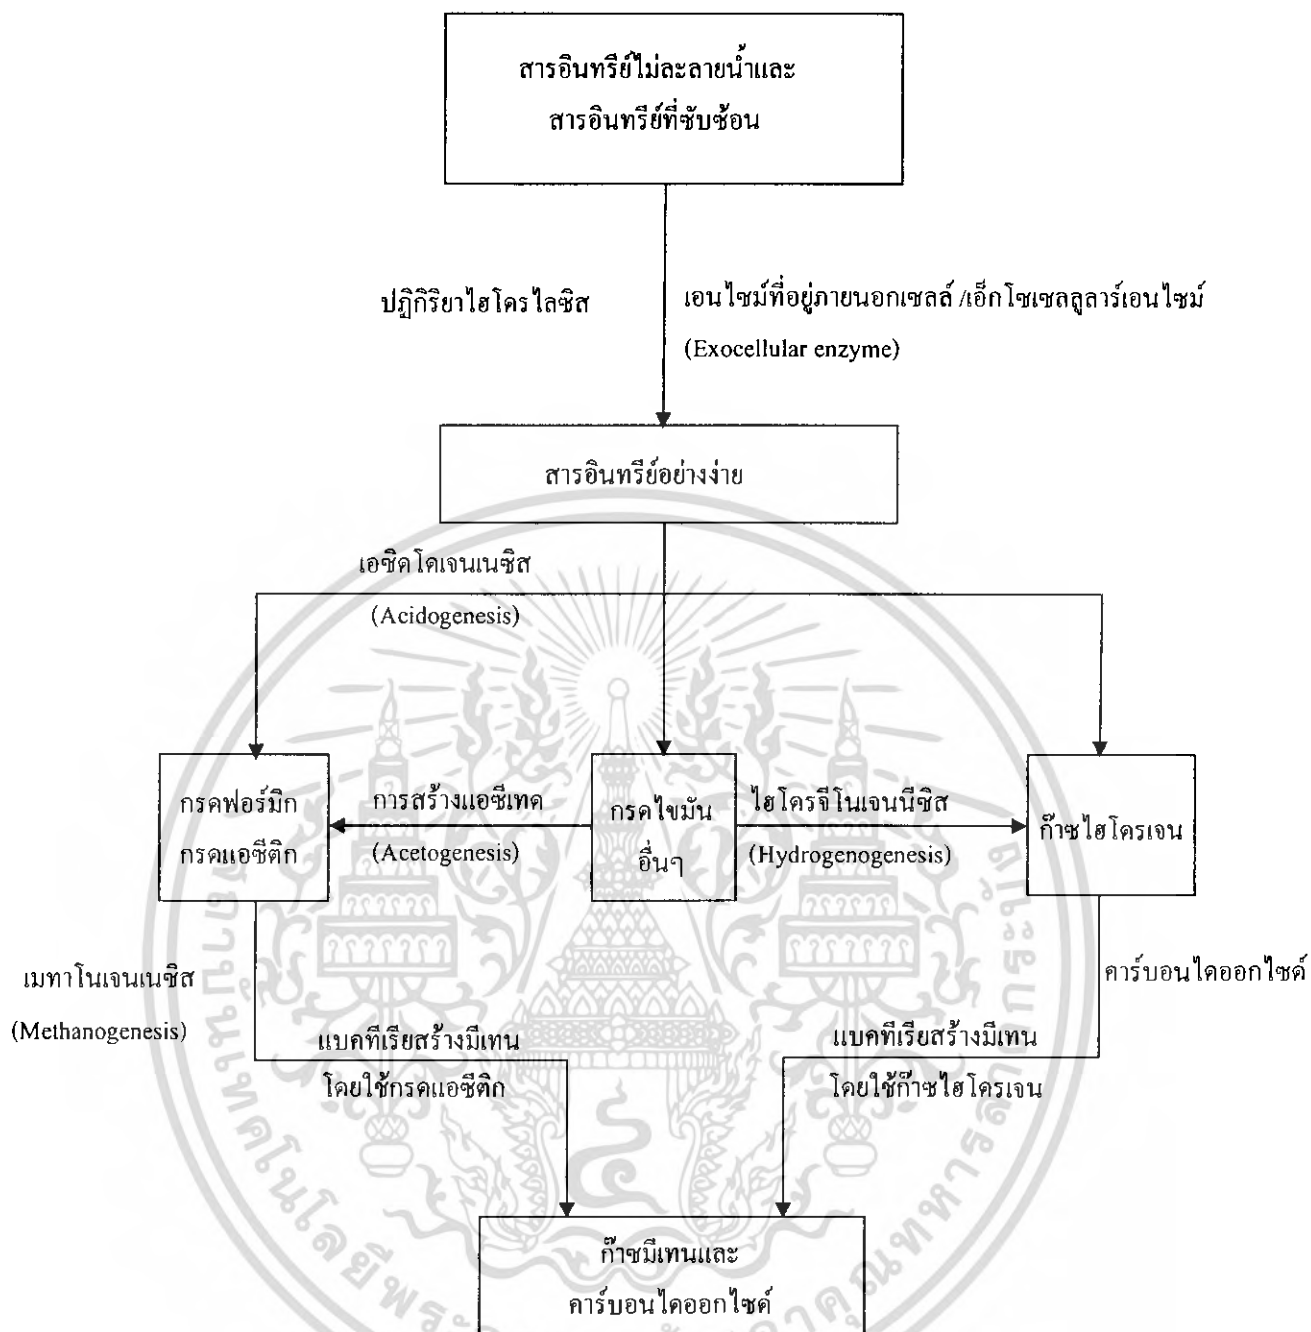 สารอินทรีย์ไม่ละลายน้ำและ
สารอินทรีย์ที่ซับซ้อน
ปฏิกิริยาไฮโครไลซิส
เอนไซม์ที่อยู่ภายนอกเซลล์ /เอ็กโซเซลลูลาร์เอนไซม์
(Exocellular enzyme)
สารอินทรีย์อย่างง่าย
เอซิดโคเจนเนซิส
(Acidogenesis)
กรดฟอร์มิก
กรดแอซีติก
การสร้างแอซีเทต
(Acetogenesis)
กรดไขมัน
อื่นๆ
ไฮโครจีโนเจนนีซิส
(Hydrogenogenesis)
ก๊าซไฮโครเจน
เมทาโนเจนเนซิส
(Methanogenesis)
แบคทีเรียสร้างมีเทน
โดยใช้กรดแอซีติก
คาร์บอนไดออกไซด์
แบคทีเรียสร้างมีเทน
โดยใช้ก๊าซไฮโครเจน
ก๊าซมีเทนและ
คาร์บอนไดออกไซด์